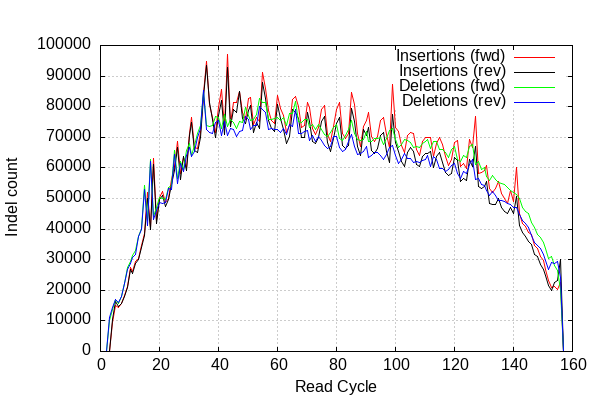 100000
90000
80000
70000
60000
50000
40000
30000
20000
10000
0
Indel count
Insertions (fwd)
Insertions (rev)
Deletions (fwd)
Deletions (rev)
0 20 40 60 80 100 120 140 160
Read Cycle